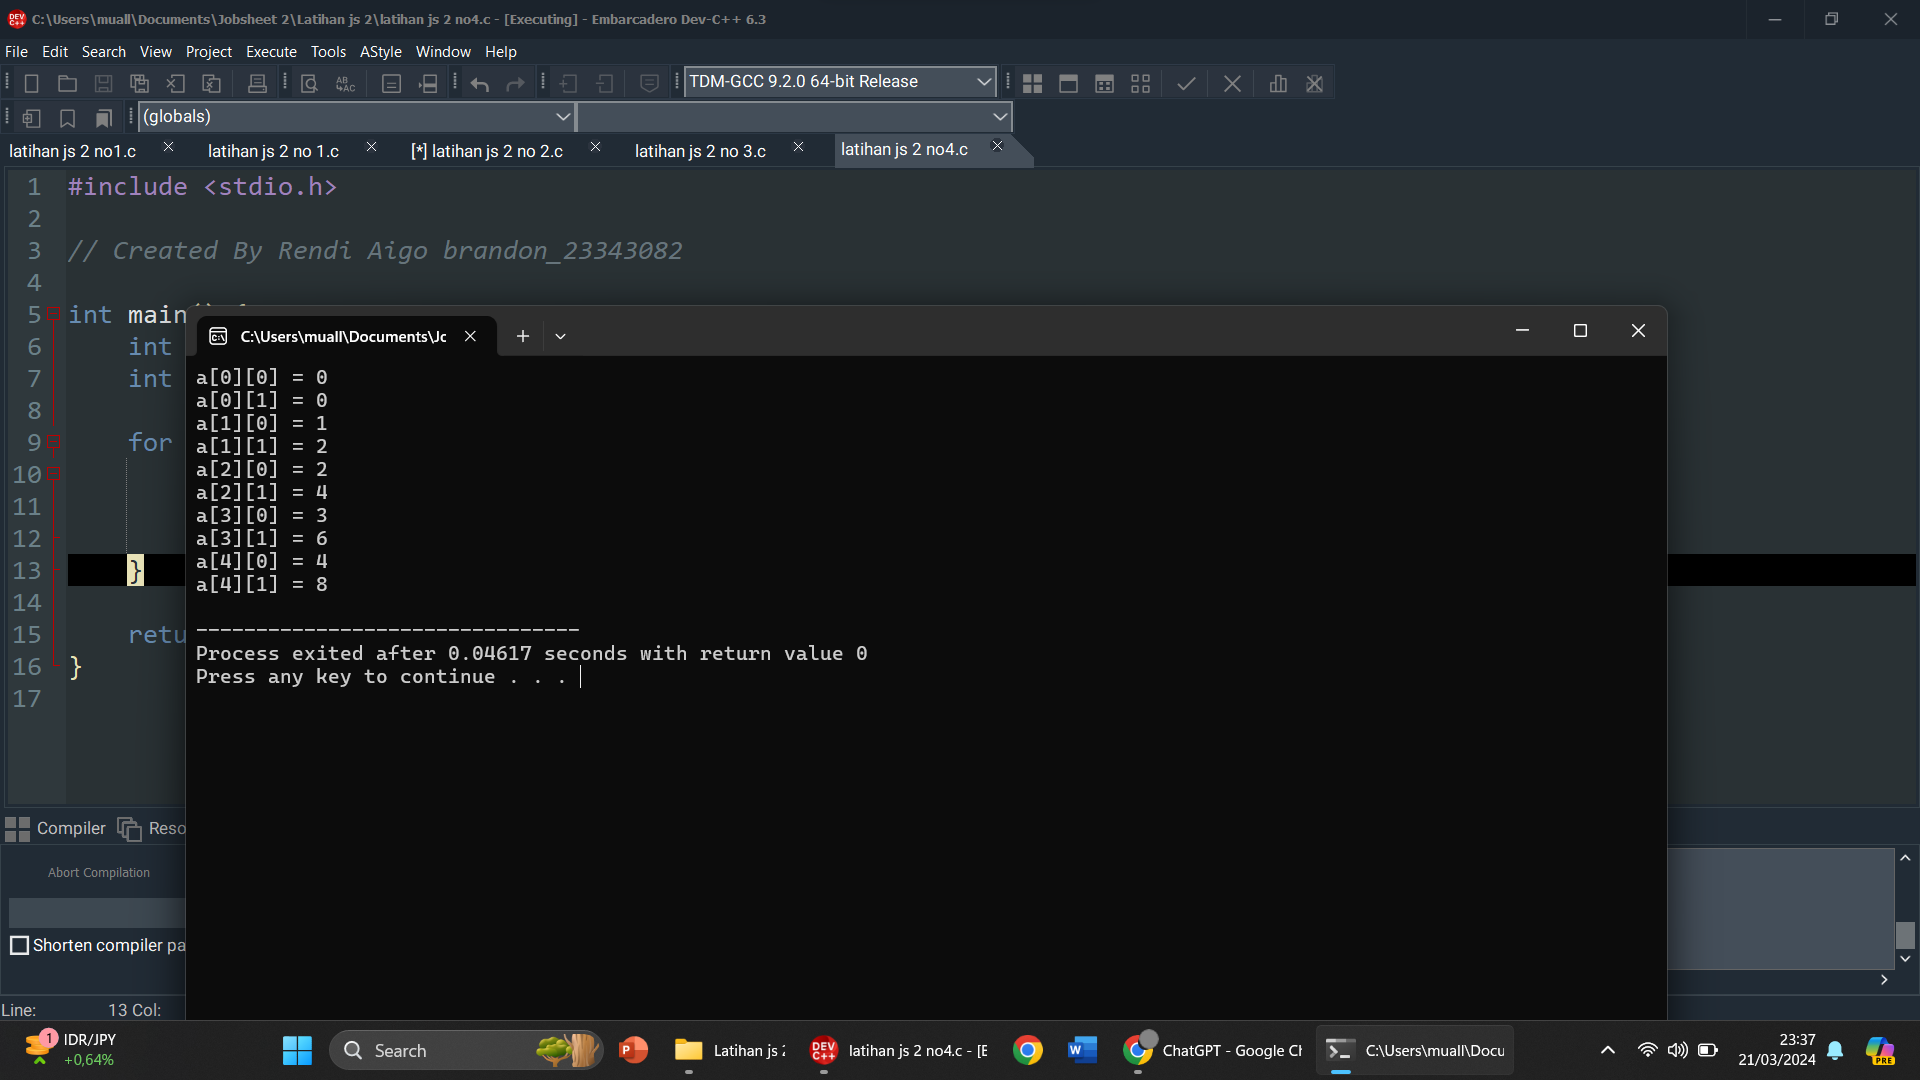 C:\Users\muall\Documents\Jobsheet 2\Latihan js 2\latihan js 2 no4.c - [Executing] - Embarcadero Dev-C++ 6.3
File Edit Search View Project Execute Tools AStyle Window Help
TDM-GCC 9.2.0 64-bit Release
(globals)
latihan js 2 no1.c latihan js 2 no 1.c [*] latihan js 2 no 2.c latihan js 2 no 3.c latihan js 2 no4.c
1 #include <stdio.h>
2
3 // Created By Rendi Aigo brandon_23343082
4
5 int main
6 int
7 int
8
9 for
10
11
12
13 }
14
15 retu
16 }
17
C:\Users\muall\Documents\Jc
a[0][0] = 0
a[0][1] = 0
a[1][0] = 1
a[1][1] = 2
a[2][0] = 2
a[2][1] = 4
a[3][0] = 3
a[3][1] = 6
a[4][0] = 4
a[4][1] = 8
--------------------------------
Process exited after 0.04617 seconds with return value 0
Press any key to continue . . .
Compiler Reso
Abort Compilation
Shorten compiler pa
Line: 13 Col:
1 IDR/JPY
+0,64%
Search
Latihan js 2
latihan js 2 no4.c - [E
ChatGPT - Google Cl
C:\Users\muall\Docu
23:37
21/03/2024
PRE